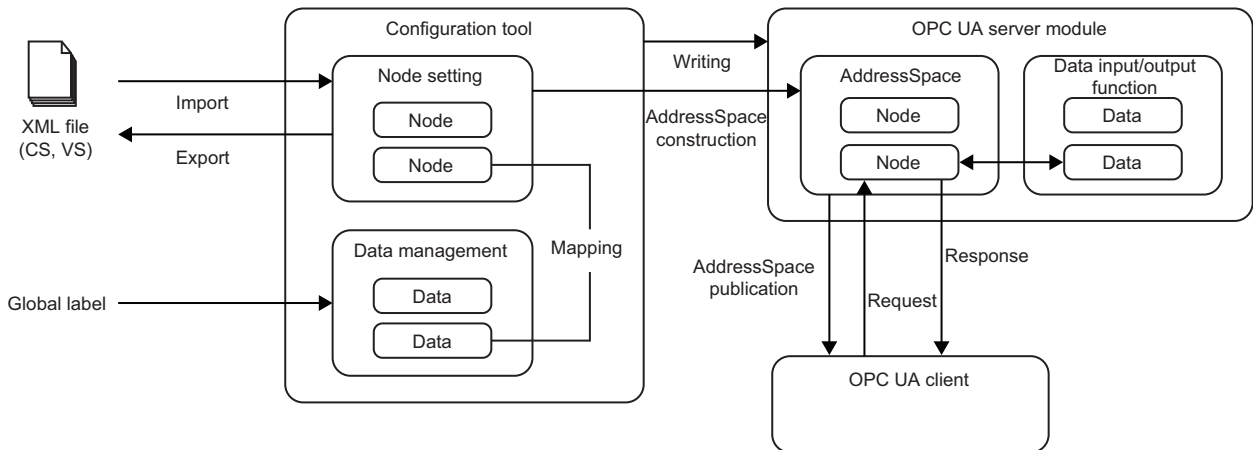 XML file
(CS, VS)
Import
Export
Global label
Configuration tool
Node setting
Node
Node
Data management
Data
Data
Mapping
Writing
AddressSpace
construction
OPC UA server module
AddressSpace
Node
Node
Data input/output
function
Data
Data
AddressSpace
publication
Request
Response
OPC UA client